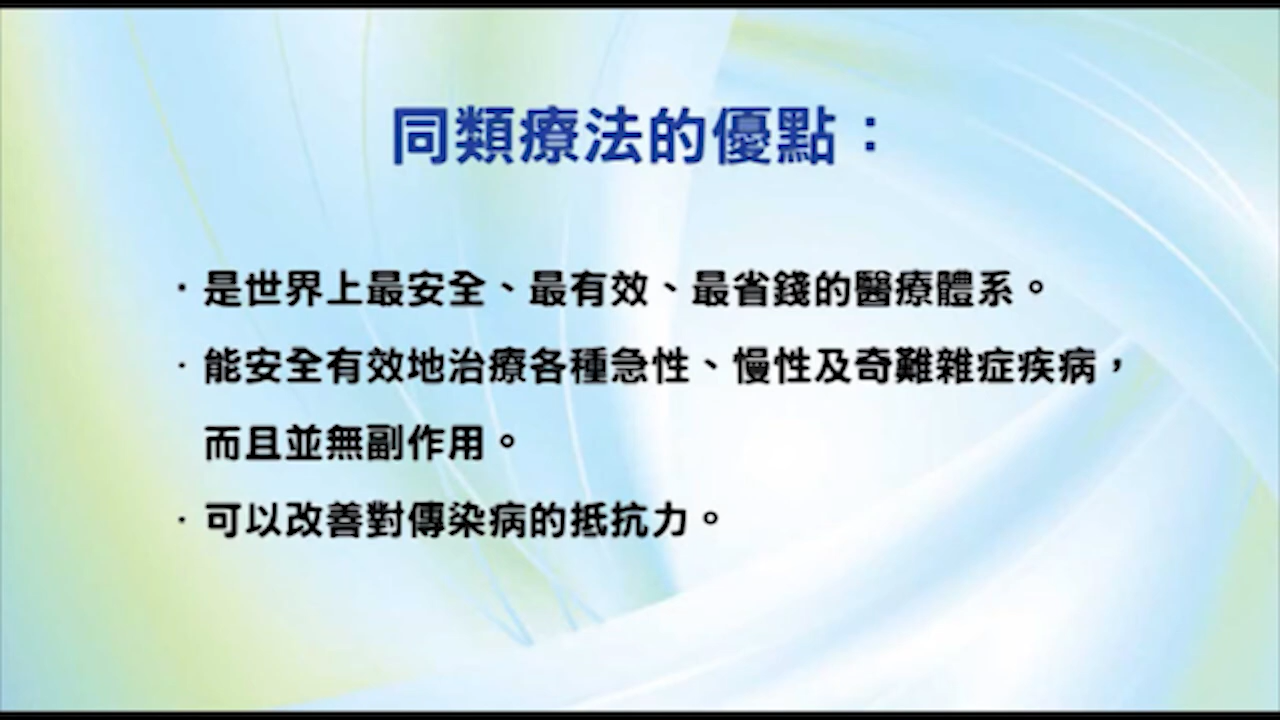 同類療法的優點：
·是世界上最安全、最有效、最省錢的醫療體系。
·能安全有效地治療各種急性、慢性及奇難雜症疾病，
而且並無副作用。
·可以改善對傳染病的抵抗力。